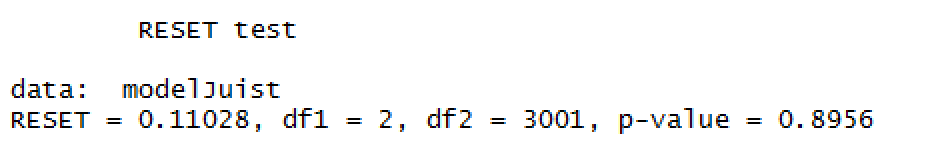 RESET test
data:  modelJuist
RESET = 0.11028, df1 = 2, df2 = 3001, p-value = 0.8956